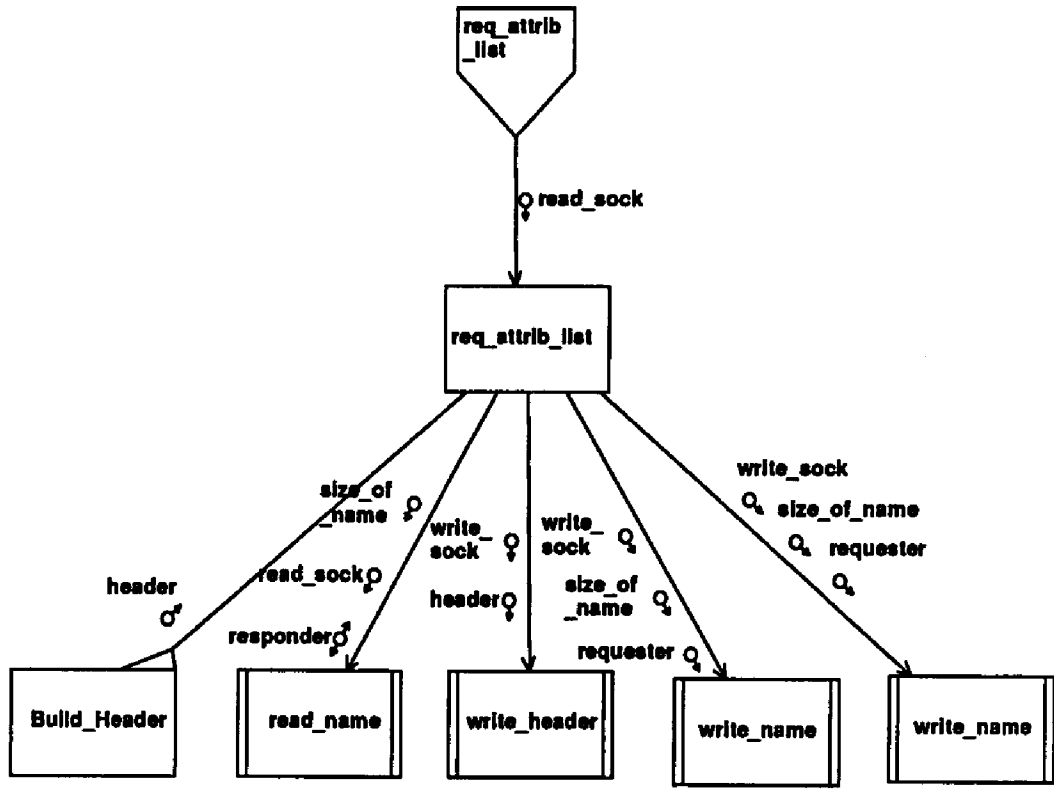 req_attrib
_list
read_sock
req_attrib_list
write_sock
size_of
_name
size_of_name
write_
sock
write_
sock
requester
read_sock
header
header
size_of
_name
responder
requester
Build_Header
read_name
write_header
write_name
write_name